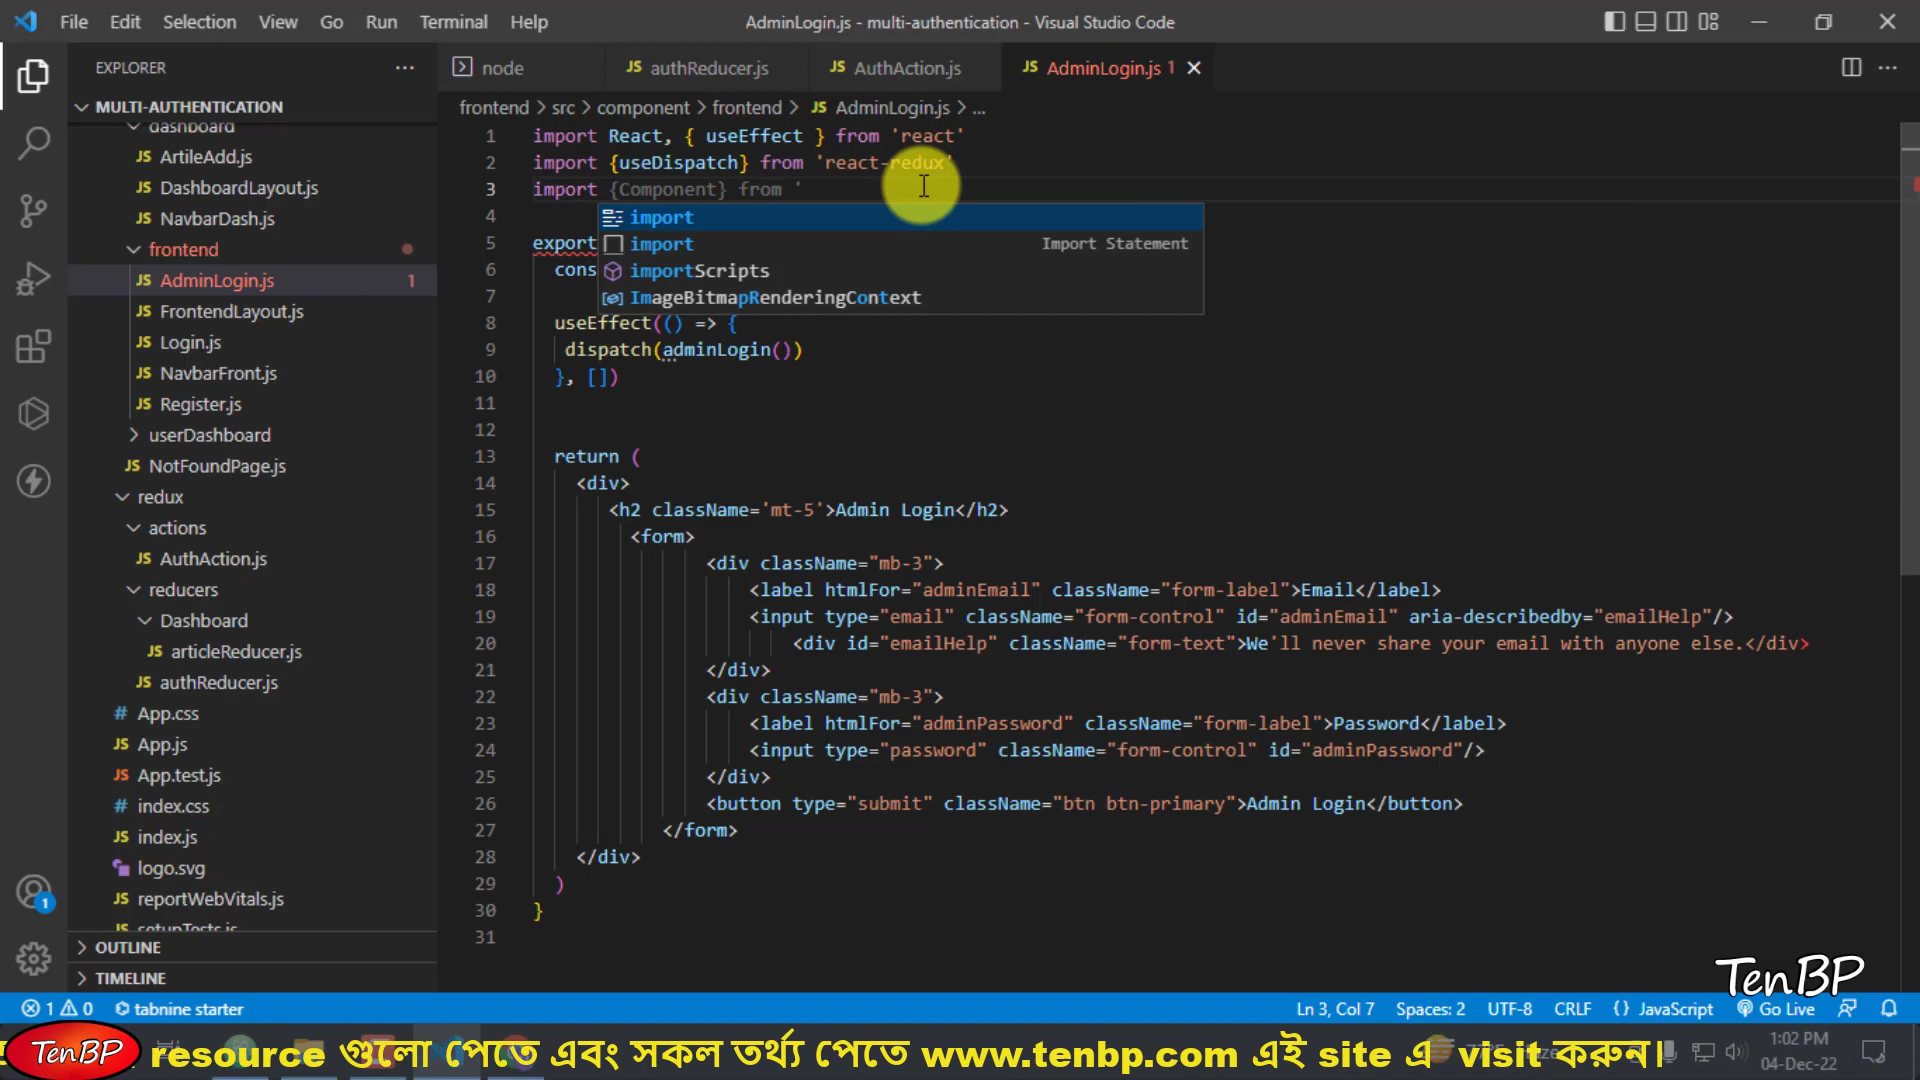 File Edit Selection View Go Run Terminal Help
AdminLogin.js - multi-authentication - Visual Studio Code
EXPLORER
MULTI-AUTHENTICATION
dashboard
ArtileAdd.js
DashboardLayout.js
NavbarDash.js
frontend
AdminLogin.js 1
FrontendLayout.js
Login.js
NavbarFront.js
Register.js
userDashboard
NotFoundPage.js
redux
actions
AuthAction.js
reducers
Dashboard
articleReducer.js
authReducer.js
App.css
App.js
App.test.js
index.css
index.js
logo.svg
reportWebVitals.js
setupTests.js
OUTLINE
TIMELINE
node
JS authReducer.js
JS AuthAction.js
JS AdminLogin.js 1
frontend > src > component > frontend > JS AdminLogin.js > ...
1 import React, { useEffect } from 'react'
2 import {useDispatch} from 'react-redux'
3 import {Component} from '
import
import Import Statement
importScripts
ImageBitmapRenderingContext
4
5 export
6 cons
7
8 useEffect(() => {
9 dispatch(adminLogin())
10 }, [])
11
12
13 return (
14 <div>
15 <h2 className='mt-5'>Admin Login</h2>
16 <form>
17 <div className="mb-3">
18 <label htmlFor="adminEmail" className="form-label">Email</label>
19 <input type="email" className="form-control" id="adminEmail" aria-describedby="emailHelp"/>
20 <div id="emailHelp" className="form-text">We'll never share your email with anyone else.</div>
21 </div>
22 <div className="mb-3">
23 <label htmlFor="adminPassword" className="form-label">Password</label>
24 <input type="password" className="form-control" id="adminPassword"/>
25 </div>
26 <button type="submit" className="btn btn-primary">Admin Login</button>
27 </form>
28 </div>
29 )
30 }
31
TenBP
1 0 tabnine starter
Ln 3, Col 7 Spaces: 2 UTF-8 CRLF {} JavaScript Go Live
TenBP resource গুলো পেতে এবং সকল তর্থ্য পেতে www.tenbp.com এই site এ visit করুন।
1:02 PM
04-Dec-22